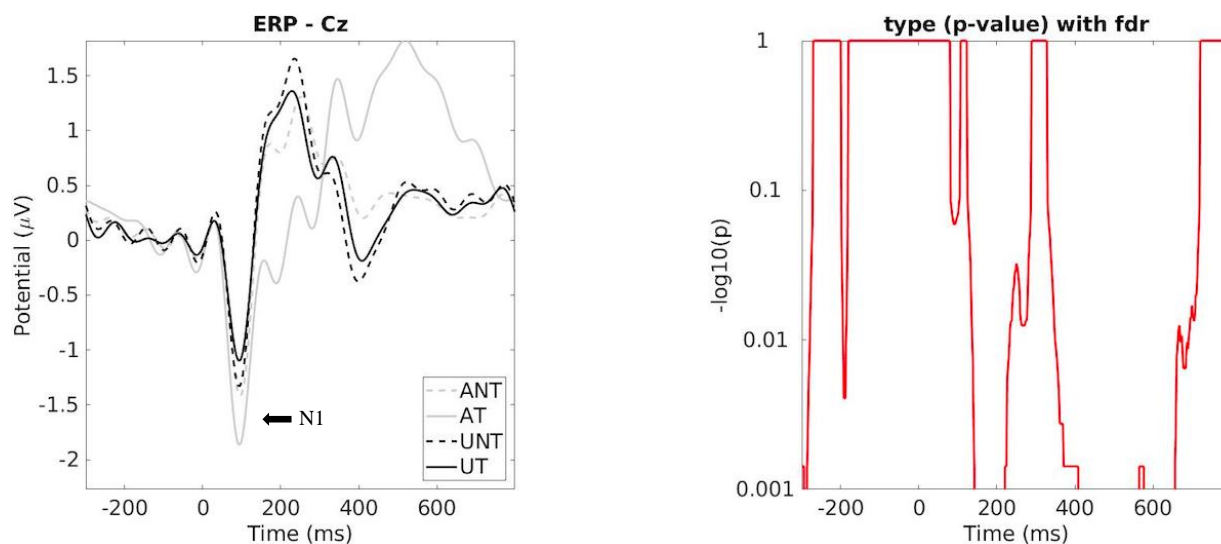 ERP - Cz
Potential (μV)
1.5
1
0.5
0
-0.5
-1
-1.5
-2
N1
ANT
AT
UNT
UT
-200
0
200
400
600
Time (ms)
type (p-value) with fdr
-log10(p)
1
0.1
0.01
0.001
-200
0
200
400
600
Time (ms)